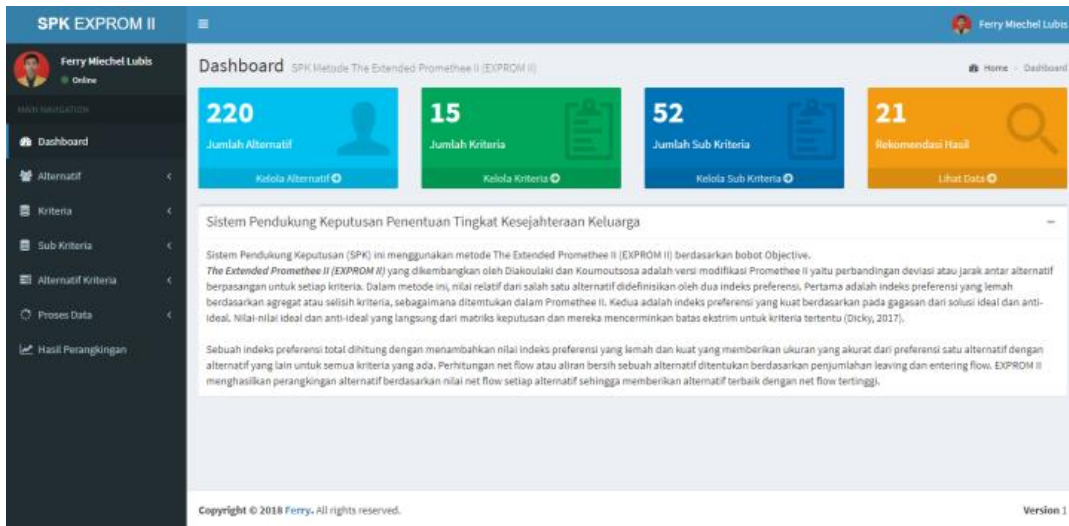 SPK EXPROM II
Ferry Miechel Lubis
Ferry Miechel Lubis
Online
MAIN NAVIGATION
Dashboard
Alternatif
Kriteria
Sub Kriteria
Alternatif Kriteria
Proses Data
Hasil Perangkingan
Dashboard SPK Metode The Extended Promethee II (EXPROM II)
Home > Dashboard
220
Jumlah Alternatif
Kelola Alternatif
15
Jumlah Kriteria
Kelola Kriteria
52
Jumlah Sub Kriteria
Kelola Sub Kriteria
21
Rekomendasi Hasil
Lihat Data
Sistem Pendukung Keputusan Penentuan Tingkat Kesejahteraan Keluarga
Sistem Pendukung Keputusan (SPK) ini menggunakan metode The Extended Promethee II (EXPROM II) berdasarkan bobot Objective.
The Extended Promethee II (EXPROM II) yang dikembangkan oleh Diakoulaki dan Koumoutsosa adalah versi modifikasi Promethee II yaitu perbandingan deviasi atau jarak antar alternatif
berpasangan untuk setiap kriteria. Dalam metode ini, nilai relatif dari salah satu alternatif didefinisikan oleh dua indeks preferensi. Pertama adalah indeks preferensi yang lemah
berdasarkan agregat atau selisih kriteria, sebagaimana ditemtukan dalam Promethee II. Kedua adalah indeks preferensi yang kuat berdasarkan pada gagasan dari solusi ideal dan anti-
ideal. Nilai-nilai ideal dan anti-ideal yang langsung dari matriks keputusan dan mereka mencerminkan batas ekstrim untuk kriteria tertentu (Dicky, 2017).
Sebuah indeks preferensi total dihitung dengan menambahkan nilai indeks preferensi yang lemah dan kuat yang memberikan ukuran yang akurat dari preferensi satu alternatif dengan
alternatif yang lain untuk semua kriteria yang ada. Perhitungan net flow atau aliran bersih sebuah alternatif ditentukan berdasarkan penjumlahan leaving dan entering flow. EXPROM II
menghasilkan perangkingan alternatif berdasarkan nilai net flow setiap alternatif sehingga memberikan alternatif terbaik dengan net flow tertinggi.
Copyright © 2018 Ferry. All rights reserved.
Version 1